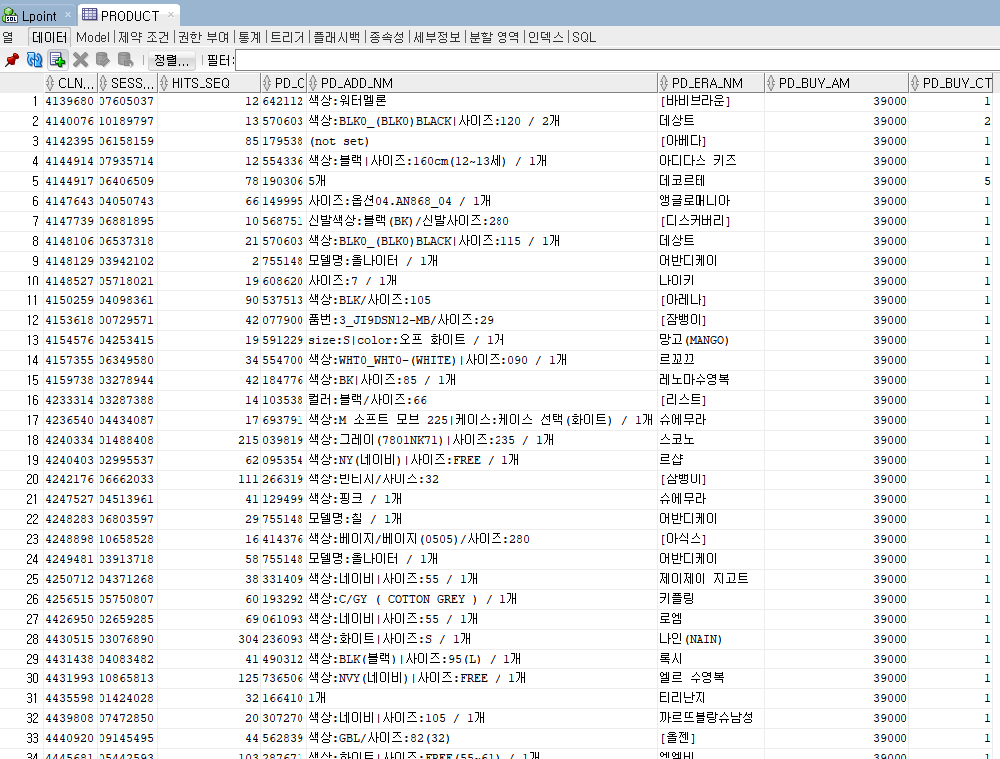 SQL Lpoint × PRODUCT ×
열 데이터 Model 제약 조건 권한 부여 통계 트리거 플래시백 종속성 세부정보 분할 영역 인덱스 SQL
정렬... 필터:
CLN... SESS... HITS_SEQ PD_C PD_ADD_NM PD_BRA_NM PD_BUY_AM PD_BUY_CT
1 4139680 07605037 12 642112 색상:워터멜론 [바비브라운] 39000 1
2 4140076 10189797 13 570603 색상:BLK0_(BLK0)BLACK|사이즈:120 / 2개 데상트 39000 2
3 4142395 06158159 85 179538 (not set) [아베다] 39000 1
4 4144914 07935714 12 554336 색상:블랙|사이즈:160cm(12~13세) / 1개 아디다스 키즈 39000 1
5 4144917 06406509 78 190306 5개 데코르테 39000 5
6 4147643 04050743 66 149995 사이즈:옵션04.AN868_04 / 1개 앵글로매니아 39000 1
7 4147739 06881895 10 568751 신발색상:블랙(BK)/신발사이즈:280 [디스커버리] 39000 1
8 4148106 06537318 21 570603 색상:BLK0_(BLK0)BLACK|사이즈:115 / 1개 데상트 39000 1
9 4148129 03942102 2 755148 모델명:올나이터 / 1개 어반디케이 39000 1
10 4148527 05718021 19 608620 사이즈:7 / 1개 나이키 39000 1
11 4150259 04098361 90 537513 색상:BLK/사이즈:105 [아레나] 39000 1
12 4153618 00729571 42 077900 품번:3_JI9DSN12-MB/사이즈:29 [잠뱅이] 39000 1
13 4154576 04253415 19 591229 size:S|color:오프 화이트 / 1개 망고(MANGO) 39000 1
14 4157355 06349580 34 554700 색상:WHT0_WHT0-(WHITE)|사이즈:090 / 1개 르꼬끄 39000 1
15 4159738 03278944 42 184776 색상:BK|사이즈:85 / 1개 레노마수영복 39000 1
16 4233314 03287388 14 103538 컬러:블랙/사이즈:66 [리스트] 39000 1
17 4236540 04434087 17 693791 색상:M 소프트 모브 225|케이스:케이스 선택(화이트) / 1개 슈에무라 39000 1
18 4240334 01488408 215 039819 색상:그레이(7801NK71)|사이즈:235 / 1개 스코노 39000 1
19 4240403 02995537 62 095354 색상:NY(네이비)|사이즈:FREE / 1개 르샵 39000 1
20 4242176 06662033 111 266319 색상:빈티지/사이즈:32 [잠뱅이] 39000 1
21 4247527 04513961 41 129499 색상:핑크 / 1개 슈에무라 39000 1
22 4248283 06803597 29 755148 모델명:칠 / 1개 어반디케이 39000 1
23 4248898 10658528 16 414376 색상:베이지/베이지(0505)/사이즈:280 [아식스] 39000 1
24 4249481 03913718 58 755148 모델명:올나이터 / 1개 어반디케이 39000 1
25 4250712 04371268 38 331409 색상:네이비|사이즈:55 / 1개 제이제이 지고트 39000 1
26 4256515 05750807 60 193292 색상:C/GY ( COTTON GREY ) / 1개 키플링 39000 1
27 4426950 02659285 69 061093 색상:네이비|사이즈:55 / 1개 로엠 39000 1
28 4430515 03076890 304 236093 색상:화이트|사이즈:S / 1개 나인(NAIN) 39000 1
29 4431438 04083482 41 490312 색상:BLK(블랙)|사이즈:95(L) / 1개 록시 39000 1
30 4431993 10865813 125 736506 색상:NVY(네이비)|사이즈:FREE / 1개 엘르 수영복 39000 1
31 4435598 01424028 32 166410 1개 티리난지 39000 1
32 4439808 07472850 20 307270 색상:네이비|사이즈:105 / 1개 까르뜨블랑슈남성 39000 1
33 4440920 09145495 44 562839 색상:GBL/사이즈:82(32) [올젠] 39000 1
34 4445681 05442593 103 287671 색상:화이트|사이즈:FREE(55~61) / 1개 39000 1